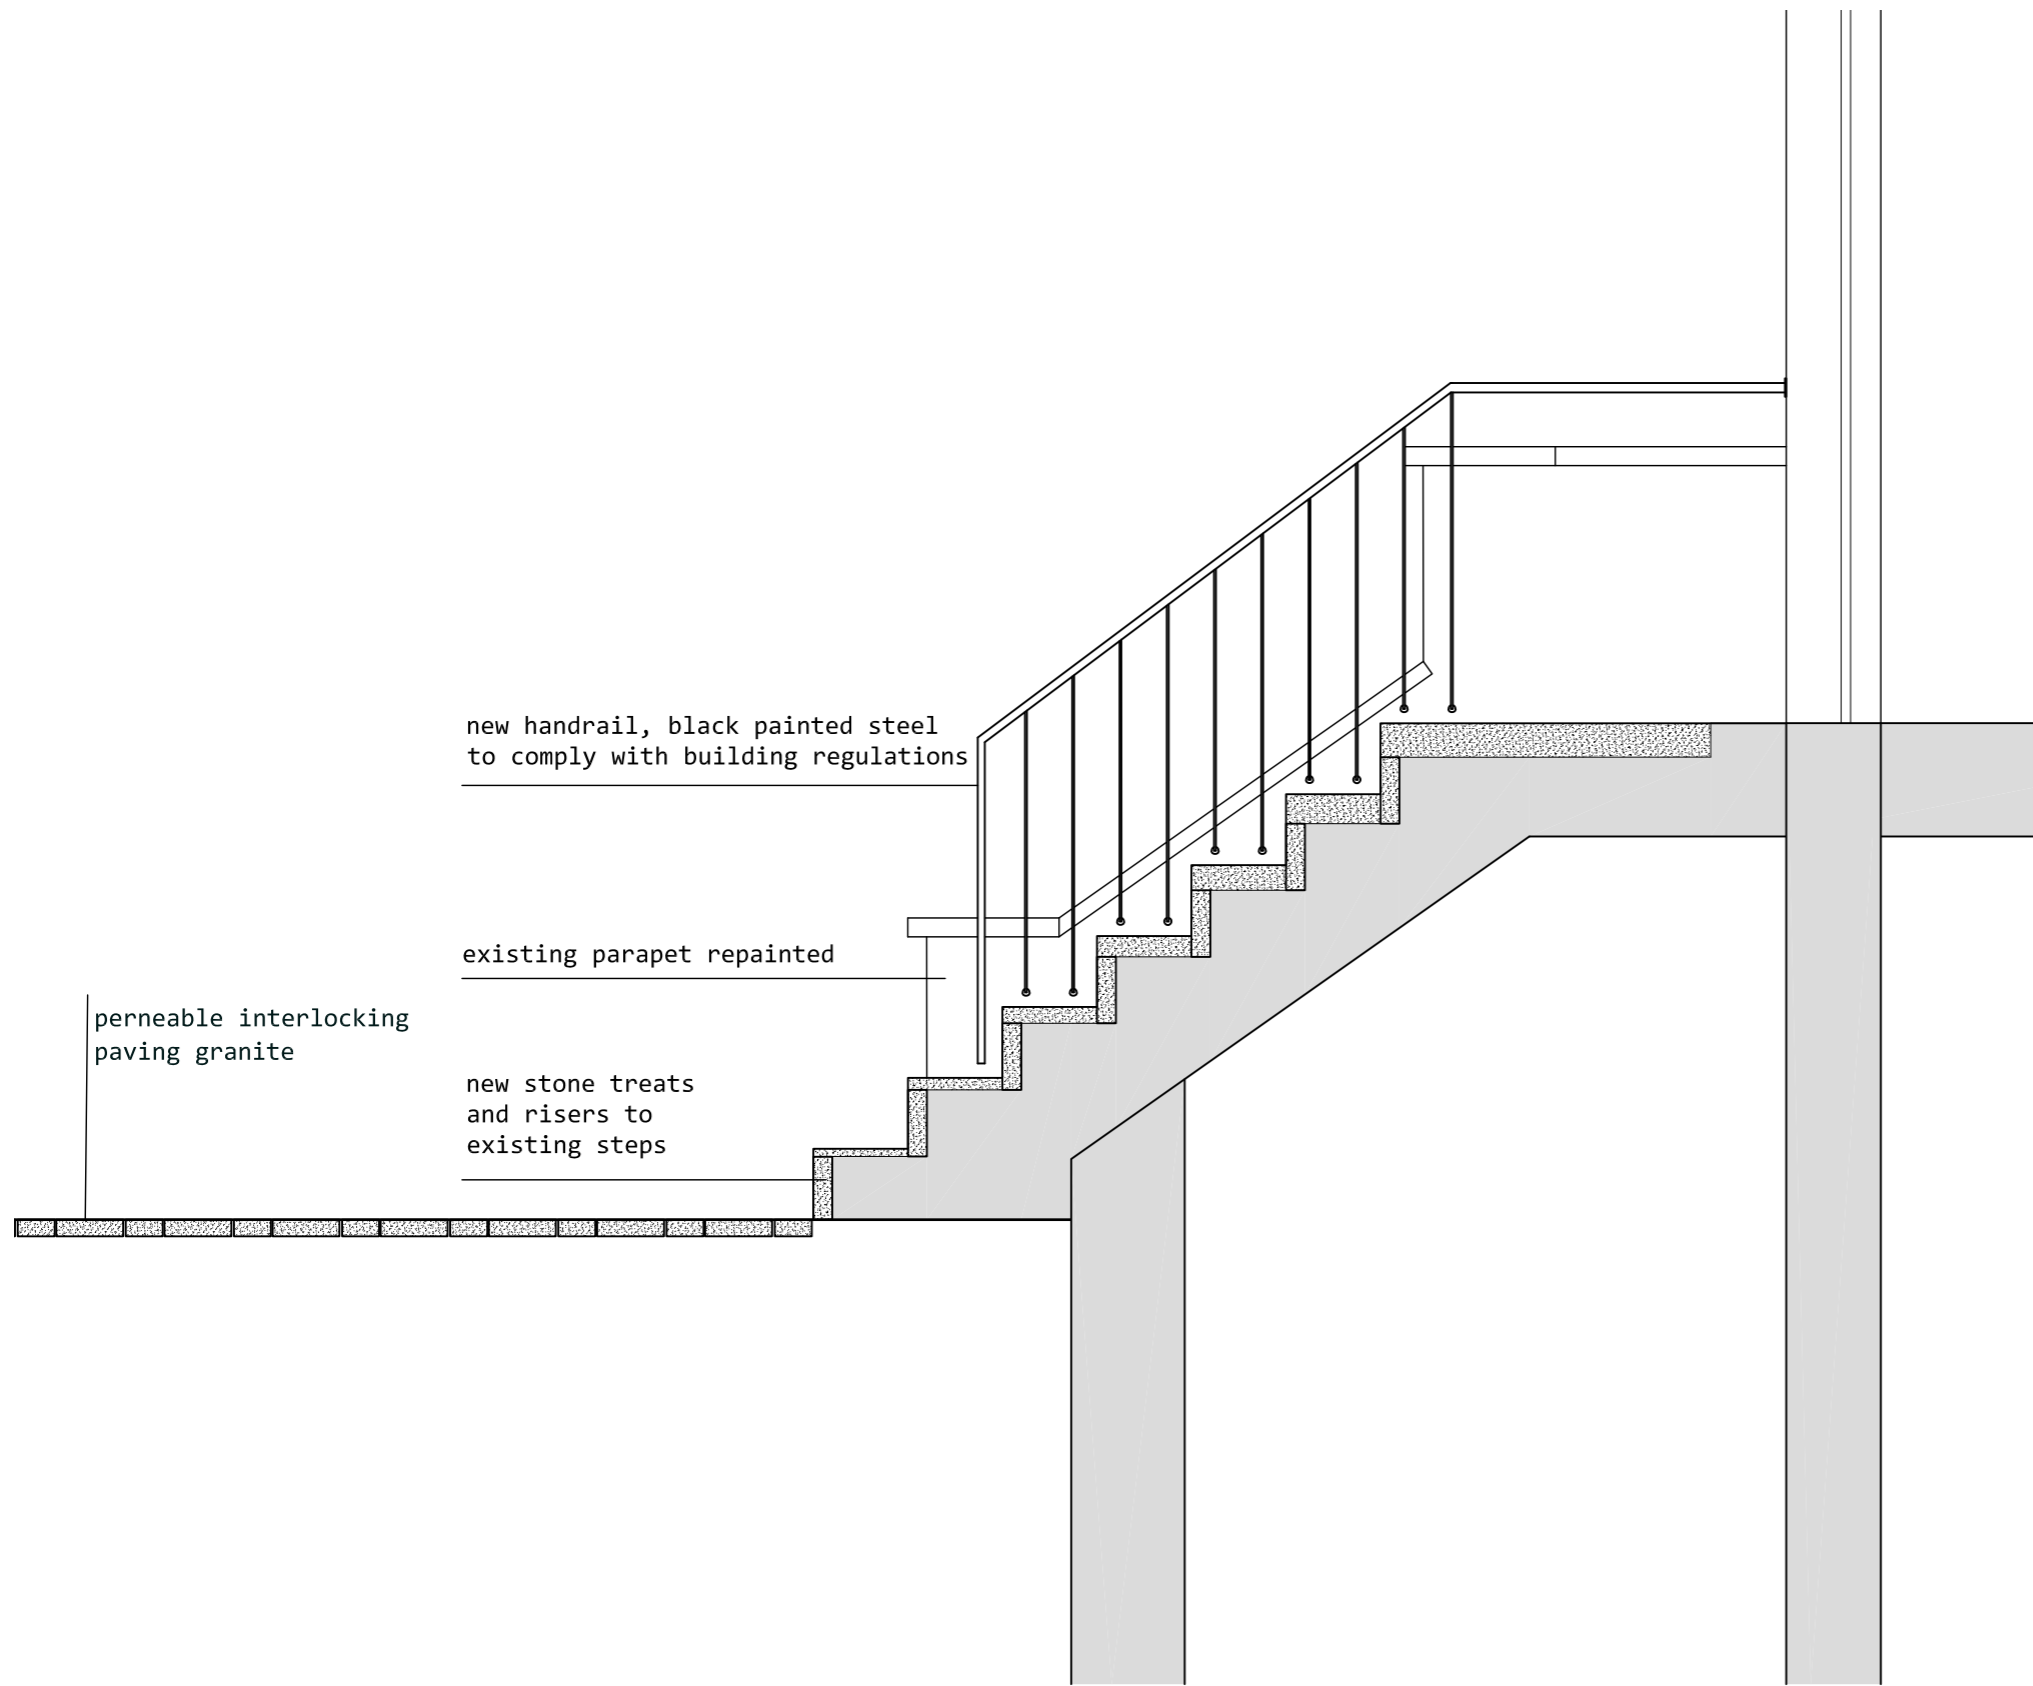 new handrail, black painted steel
to comply with building regulations
existing parapet repainted
perneable interlocking
paving granite
new stone treats
and risers to
existing steps